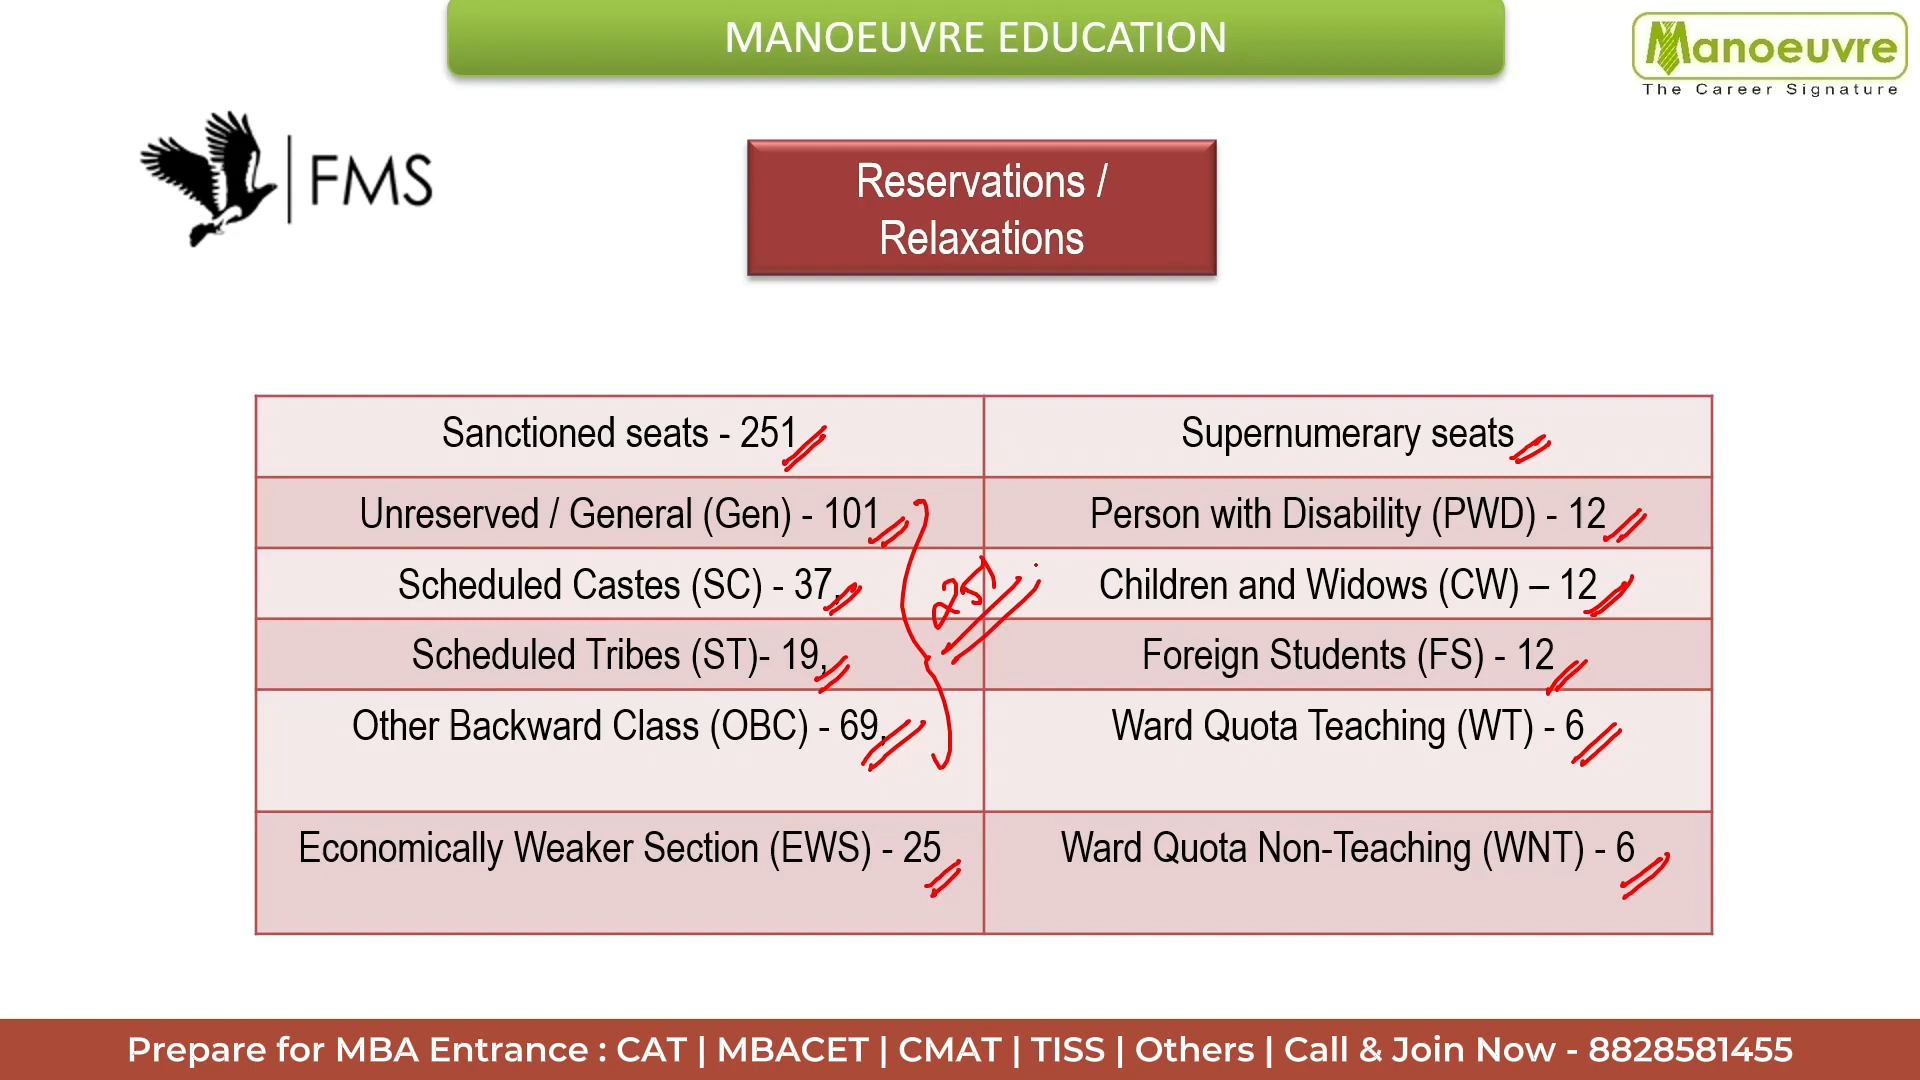 MANOEUVRE EDUCATION
Manoeuvre
The Career Signature
FMS
Reservations /
Relaxations
Sanctioned seats - 251
Supernumerary seats
Unreserved / General (Gen) - 101
Person with Disability (PWD) - 12
Scheduled Castes (SC) - 37,
Children and Widows (CW) – 12
251
Scheduled Tribes (ST)- 19,
Foreign Students (FS) - 12
Other Backward Class (OBC) - 69,
Ward Quota Teaching (WT) - 6
Economically Weaker Section (EWS) - 25
Ward Quota Non-Teaching (WNT) - 6
Prepare for MBA Entrance : CAT | MBACET | CMAT | TISS | Others | Call & Join Now - 8828581455